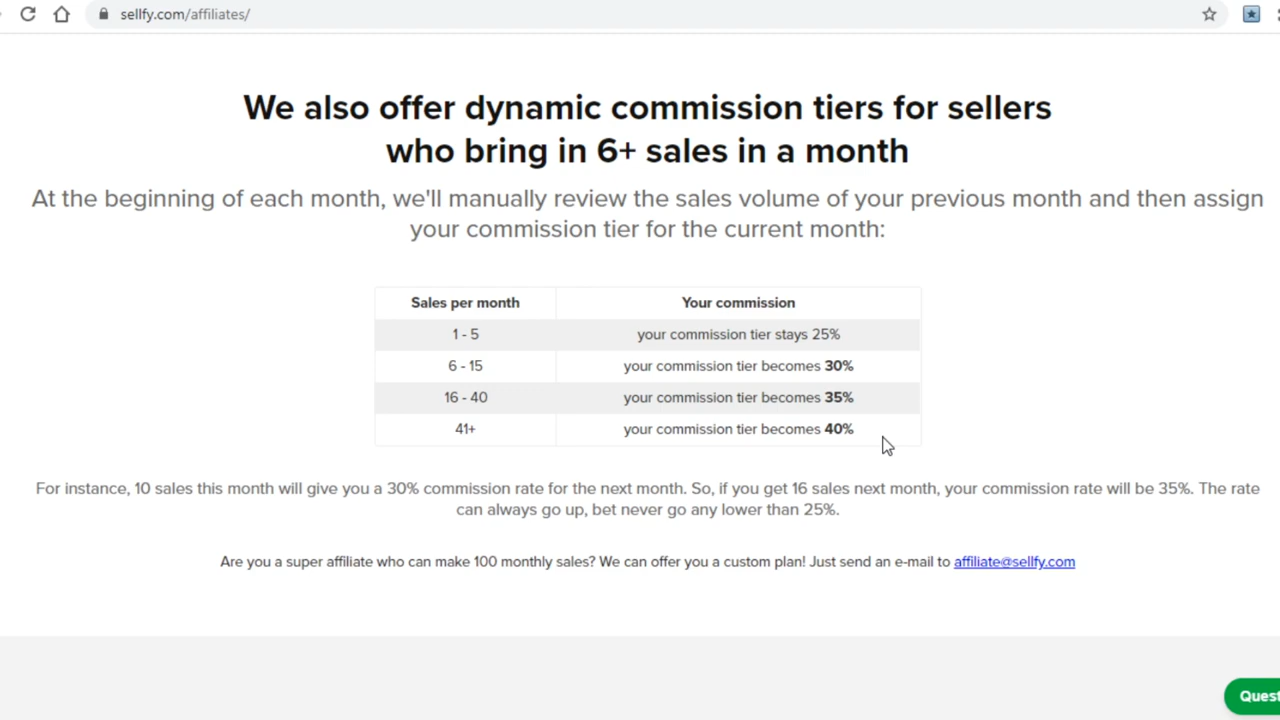 sellfy.com/affiliates/
We also offer dynamic commission tiers for sellers
who bring in 6+ sales in a month
At the beginning of each month, we'll manually review the sales volume of your previous month and then assign
your commission tier for the current month:
Sales per month Your commission
1 - 5 your commission tier stays 25%
6 - 15 your commission tier becomes 30%
16 - 40 your commission tier becomes 35%
41+ your commission tier becomes 40%
For instance, 10 sales this month will give you a 30% commission rate for the next month. So, if you get 16 sales next month, your commission rate will be 35%. The rate
can always go up, bet never go any lower than 25%.
Are you a super affiliate who can make 100 monthly sales? We can offer you a custom plan! Just send an e-mail to affiliate@sellfy.com
Quest